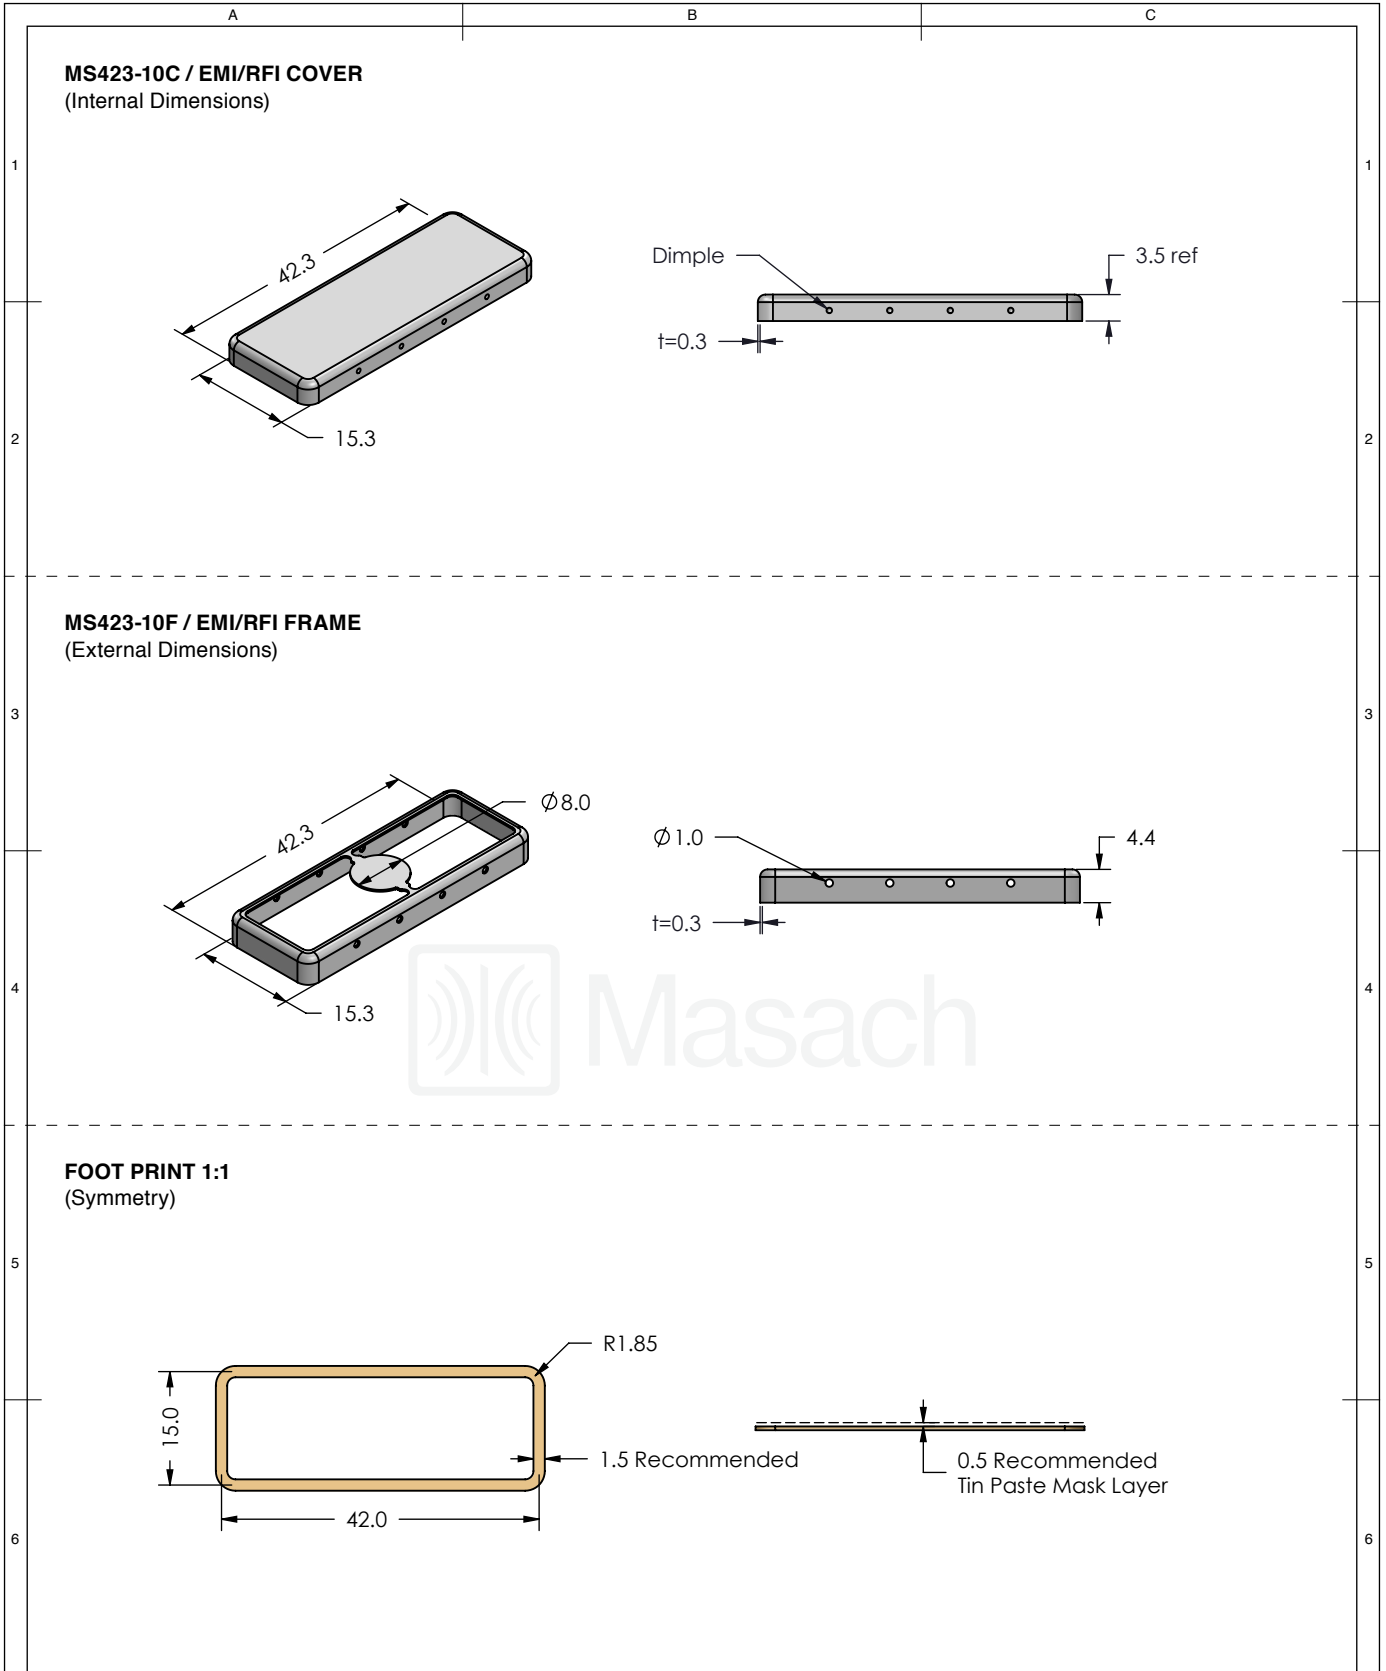 A B C
MS423-10C / EMI/RFI COVER
(Internal Dimensions)
1 1
42.3
15.3
Dimple
3.5 ref
t=0.3
2 2
MS423-10F / EMI/RFI FRAME
(External Dimensions)
3 3
42.3
Ø8.0
15.3
Ø1.0
4.4
t=0.3
4 4
Masach
FOOT PRINT 1:1
(Symmetry)
5 5
R1.85
15.0
1.5 Recommended
42.0
0.5 Recommended
Tin Paste Mask Layer
6 6